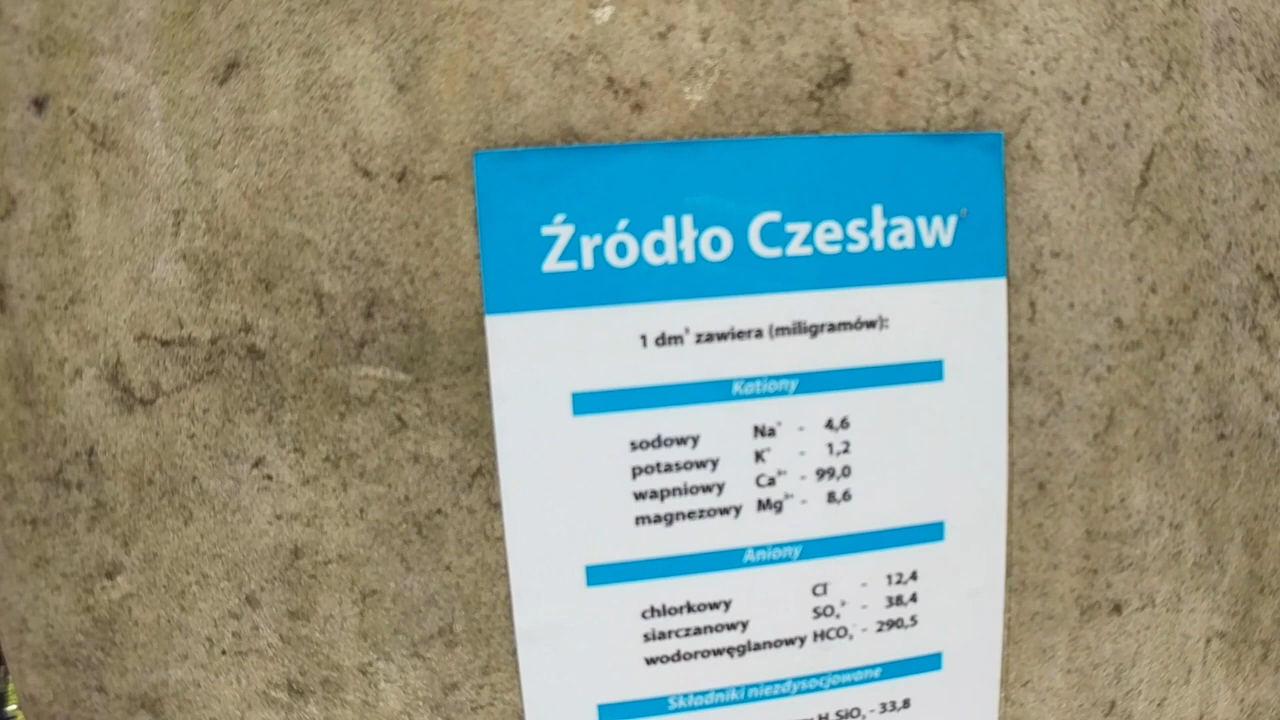 Źródło Czesław
1 dm³ zawiera (miligramów):
Kationy
sodowy Na⁺ - 4,6
potasowy K⁺ - 1,2
wapniowy Ca²⁺ - 99,0
magnezowy Mg²⁺ - 8,6
Aniony
chlorkowy Cl⁻ - 12,4
siarczanowy SO₄²⁻ - 38,4
wodorowęglanowy HCO₃⁻ - 290,5
Składniki niezdysocjowane
H₂SiO₃ - 33,8